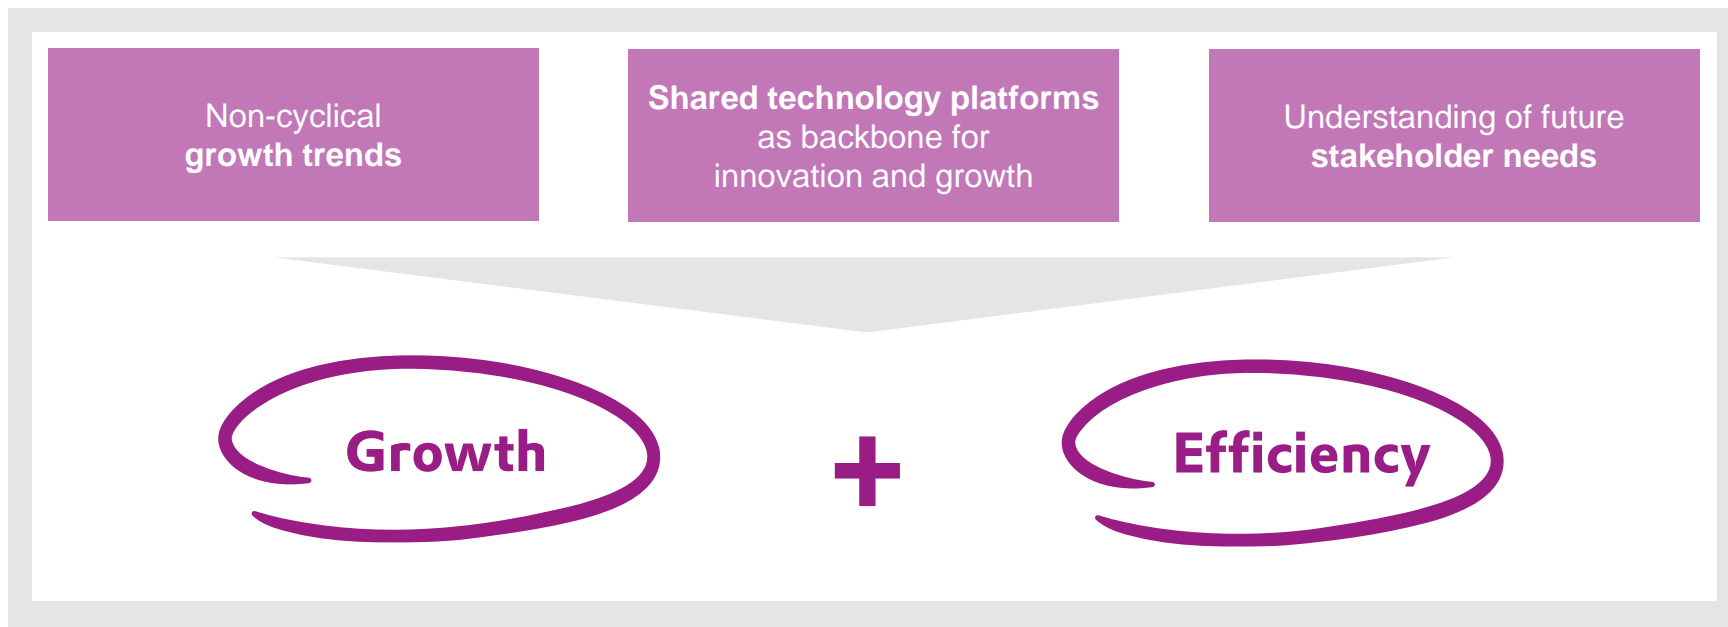 Non-cyclical
growth trends
Shared technology platforms
as backbone for
innovation and growth
Understanding of future
stakeholder needs
Growth
+
Efficiency